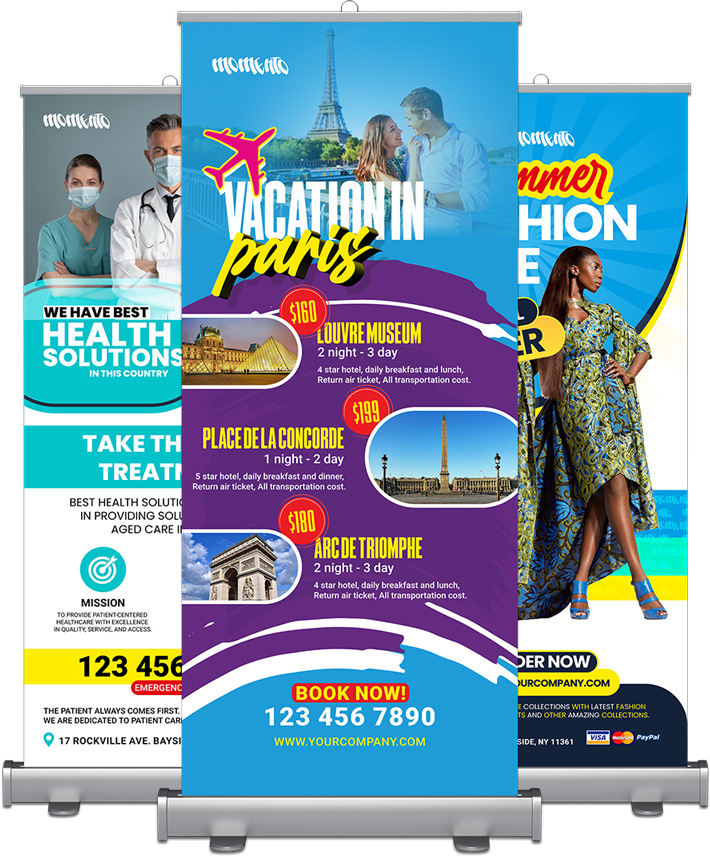 momento
WE HAVE BEST
HEALTH
SOLUTIONS
IN THIS COUNTRY
TAKE TH
TREAT
BEST HEALTH SOLUTIO
IN PROVIDING SOL
AGED CARE I
MISSION
TO PROVIDE PATIENT-CENTERED
HEALTHCARE WITH EXCELLENCE
IN QUALITY, SERVICE, AND ACCESS.
123 456
EMERGENC
THE PATIENT ALWAYS COMES FIRST.
WE ARE DEDICATED TO PATIENT CAR
17 ROCKVILLE AVE. BAYSI
momento
VACATION IN
paris
$160
LOUVRE MUSEUM
2 night - 3 day
4 star hotel, daily breakfast and lunch,
Return air ticket, All transportation cost.
$199
PLACE DE LA CONCORDE
1 night - 2 day
5 star hotel, daily breakfast and dinner,
Return air ticket, All transportation cost.
$180
ARC DE TRIOMPHE
2 night - 3 day
4 star hotel, daily breakfast and lunch,
Return air ticket, All transportation cost.
BOOK NOW!
123 456 7890
WWW.YOURCOMPANY.COM
omento
mmer
HION
E
ER
DER NOW
OURCOMPANY.COM
E COLLECTIONS WITH LATEST FASHION
TS AND OTHER AMAZING COLLECTIONS.
SIDE, NY 11361
VISA MasterCard PayPal